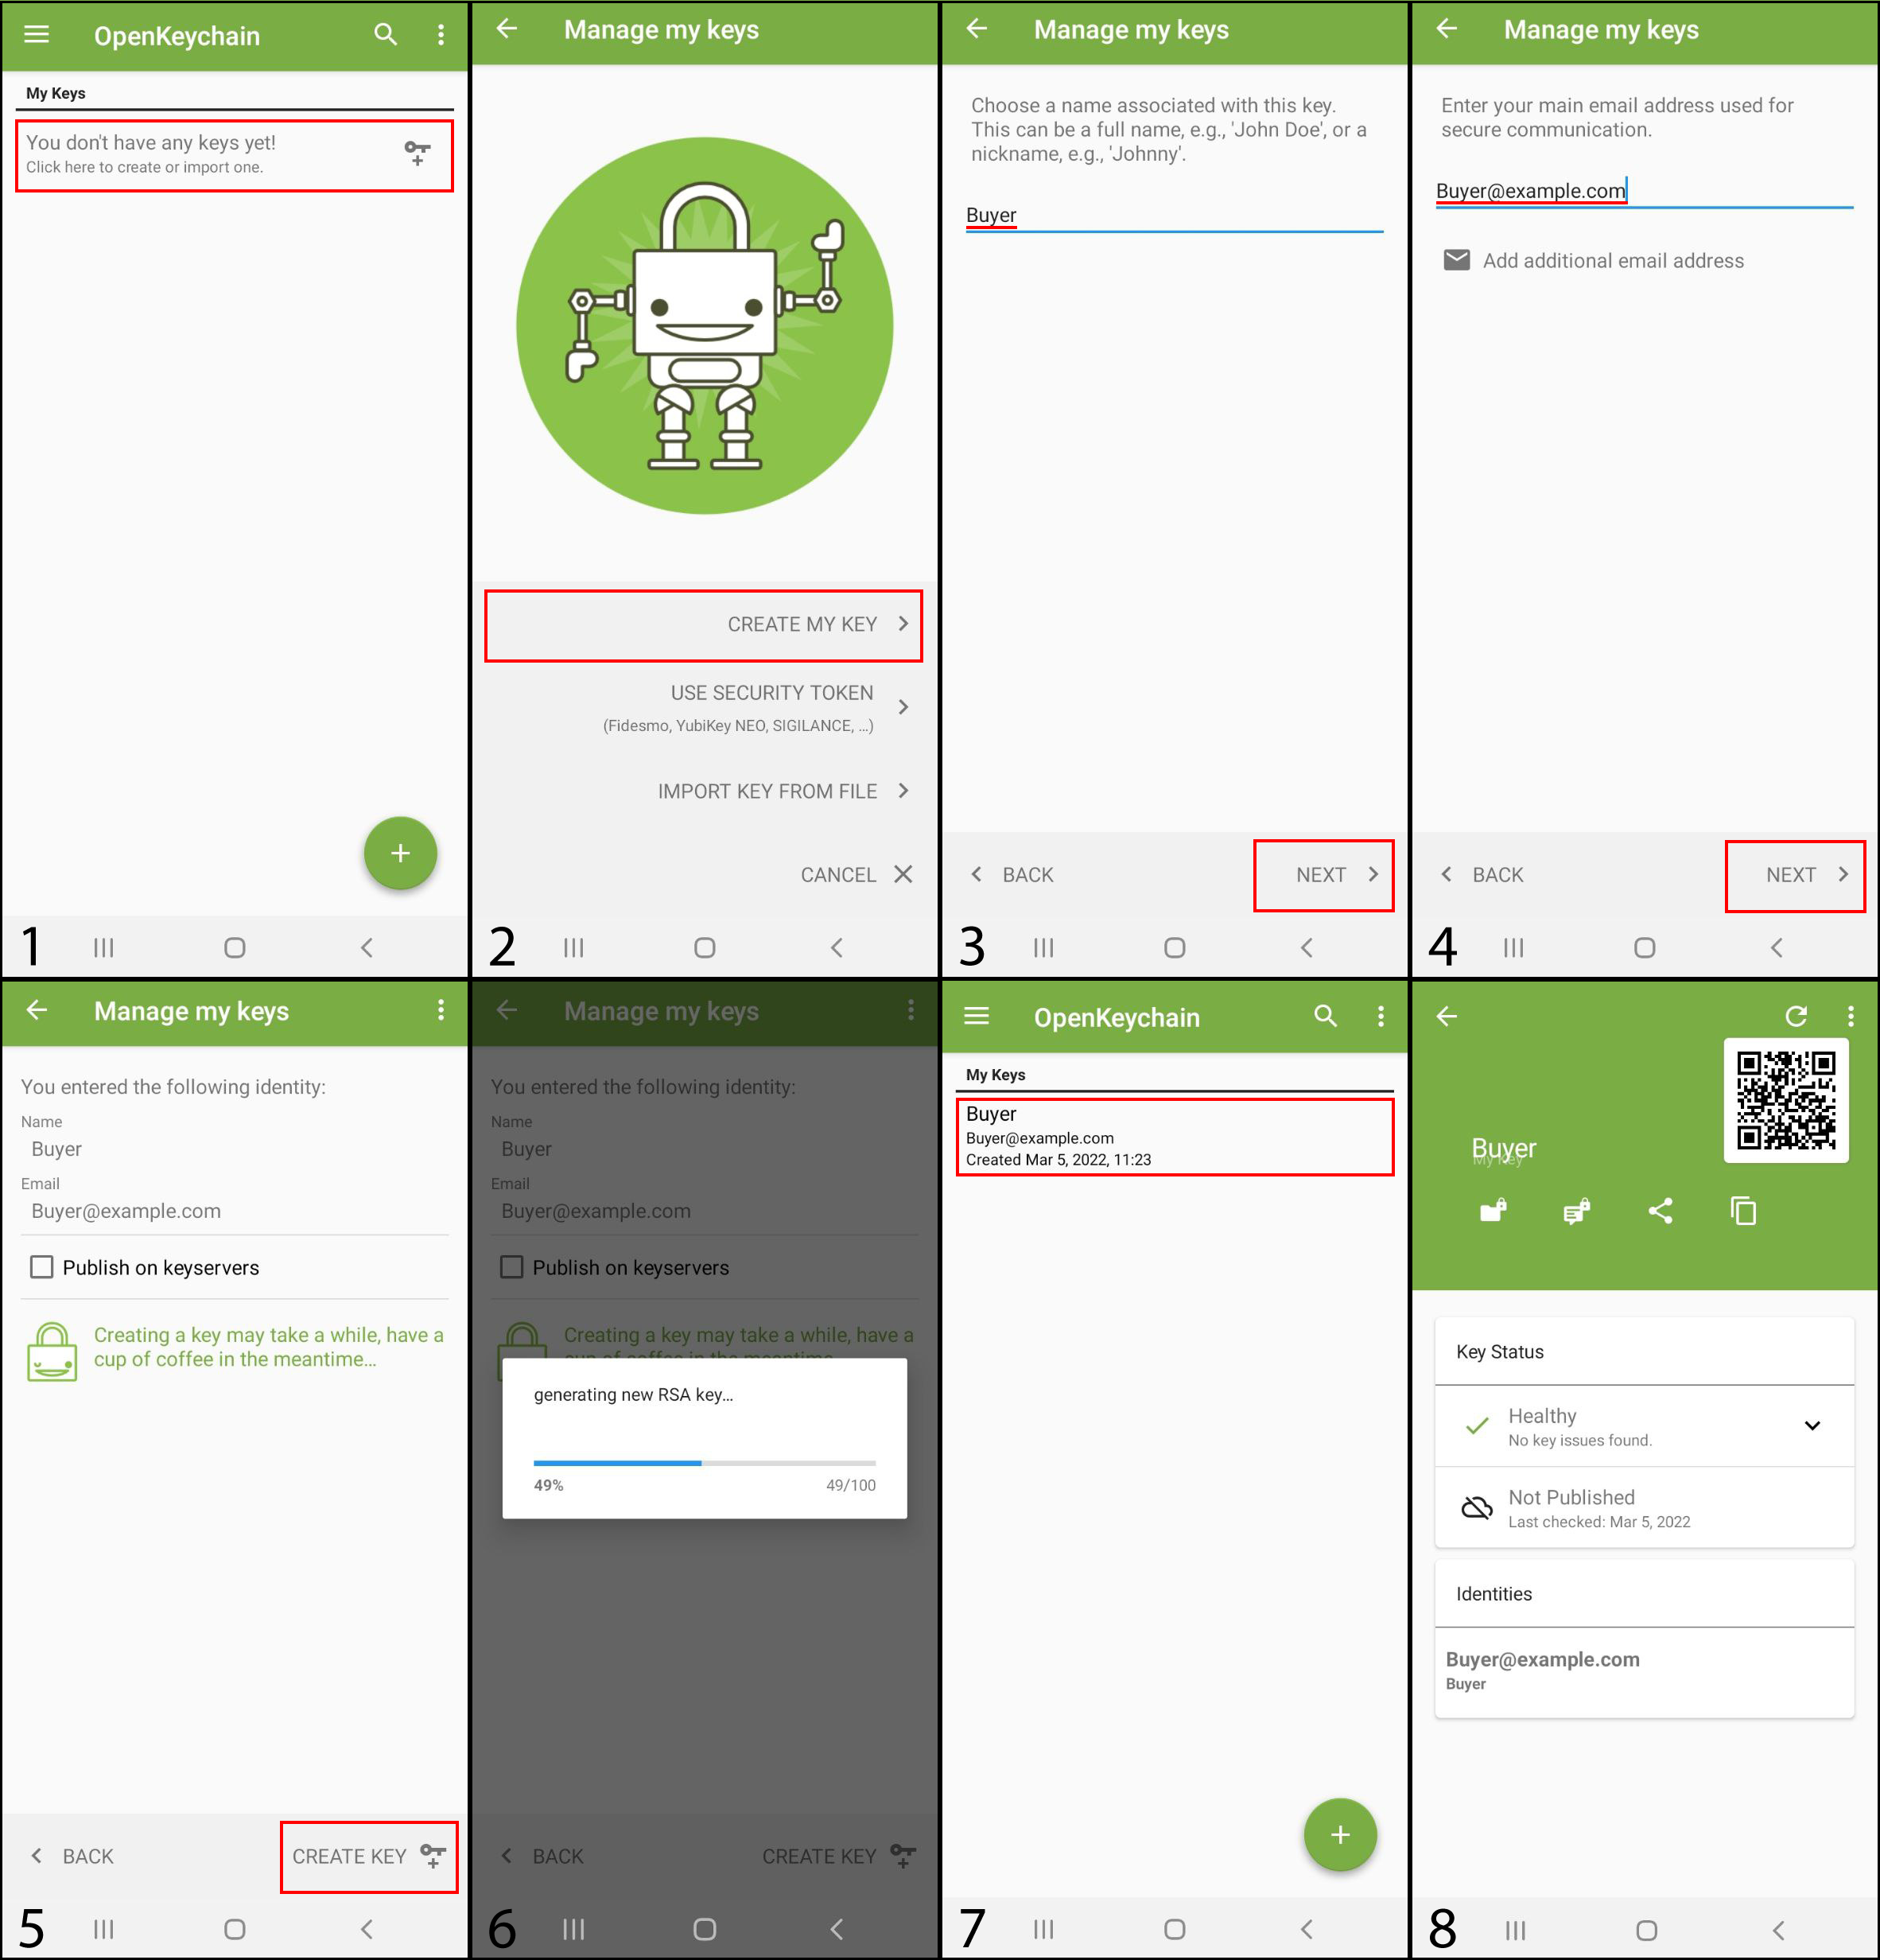 OpenKeychain
My Keys
You don't have any keys yet!
Click here to create or import one.
1
Manage my keys
CREATE MY KEY
USE SECURITY TOKEN
(Fidesmo, YubiKey NEO, SIGILANCE, ...)
IMPORT KEY FROM FILE
CANCEL
2
Manage my keys
Choose a name associated with this key.
This can be a full name, e.g., 'John Doe', or a
nickname, e.g., 'Johnny'.
Buyer
BACK
NEXT
3
Manage my keys
Enter your main email address used for
secure communication.
Buyer@example.com
Add additional email address
BACK
NEXT
4
Manage my keys
You entered the following identity:
Name
Buyer
Email
Buyer@example.com
Publish on keyservers
Creating a key may take a while, have a
cup of coffee in the meantime...
BACK
CREATE KEY
5
Manage my keys
You entered the following identity:
Name
Buyer
Email
Buyer@example.com
Publish on keyservers
Creating a key may take a while, have a
cup of coffee in the meantime
generating new RSA key...
49%
49/100
BACK
CREATE KEY
6
OpenKeychain
My Keys
Buyer
Buyer@example.com
Created Mar 5, 2022, 11:23
7
Buyer
My Key
Key Status
Healthy
No key issues found.
Not Published
Last checked: Mar 5, 2022
Identities
Buyer@example.com
Buyer
8